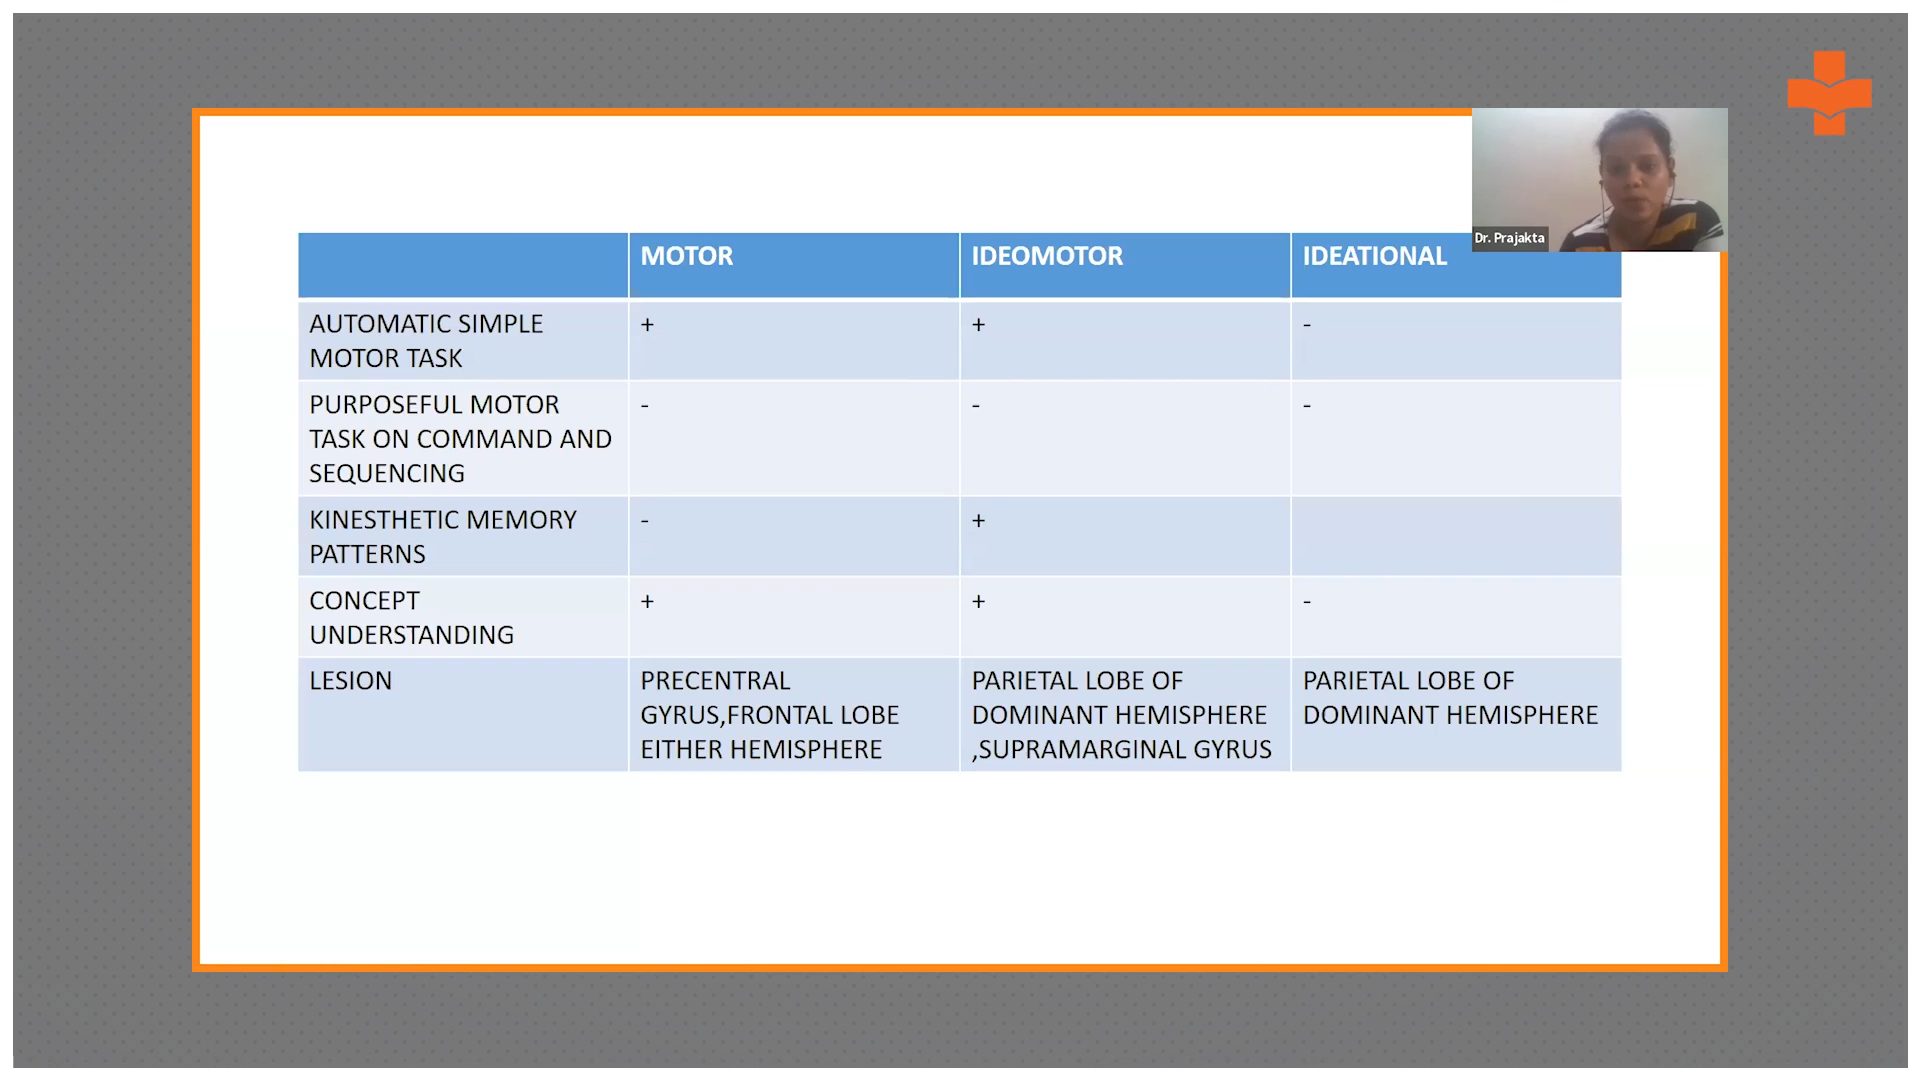 Dr. Prajakta
MOTOR
IDEOMOTOR
IDEATIONAL
AUTOMATIC SIMPLE
MOTOR TASK
+
+
-
PURPOSEFUL MOTOR
TASK ON COMMAND AND
SEQUENCING
-
-
-
KINESTHETIC MEMORY
PATTERNS
-
+
CONCEPT
UNDERSTANDING
+
+
-
LESION
PRECENTRAL
GYRUS,FRONTAL LOBE
EITHER HEMISPHERE
PARIETAL LOBE OF
DOMINANT HEMISPHERE
,SUPRAMARGINAL GYRUS
PARIETAL LOBE OF
DOMINANT HEMISPHERE